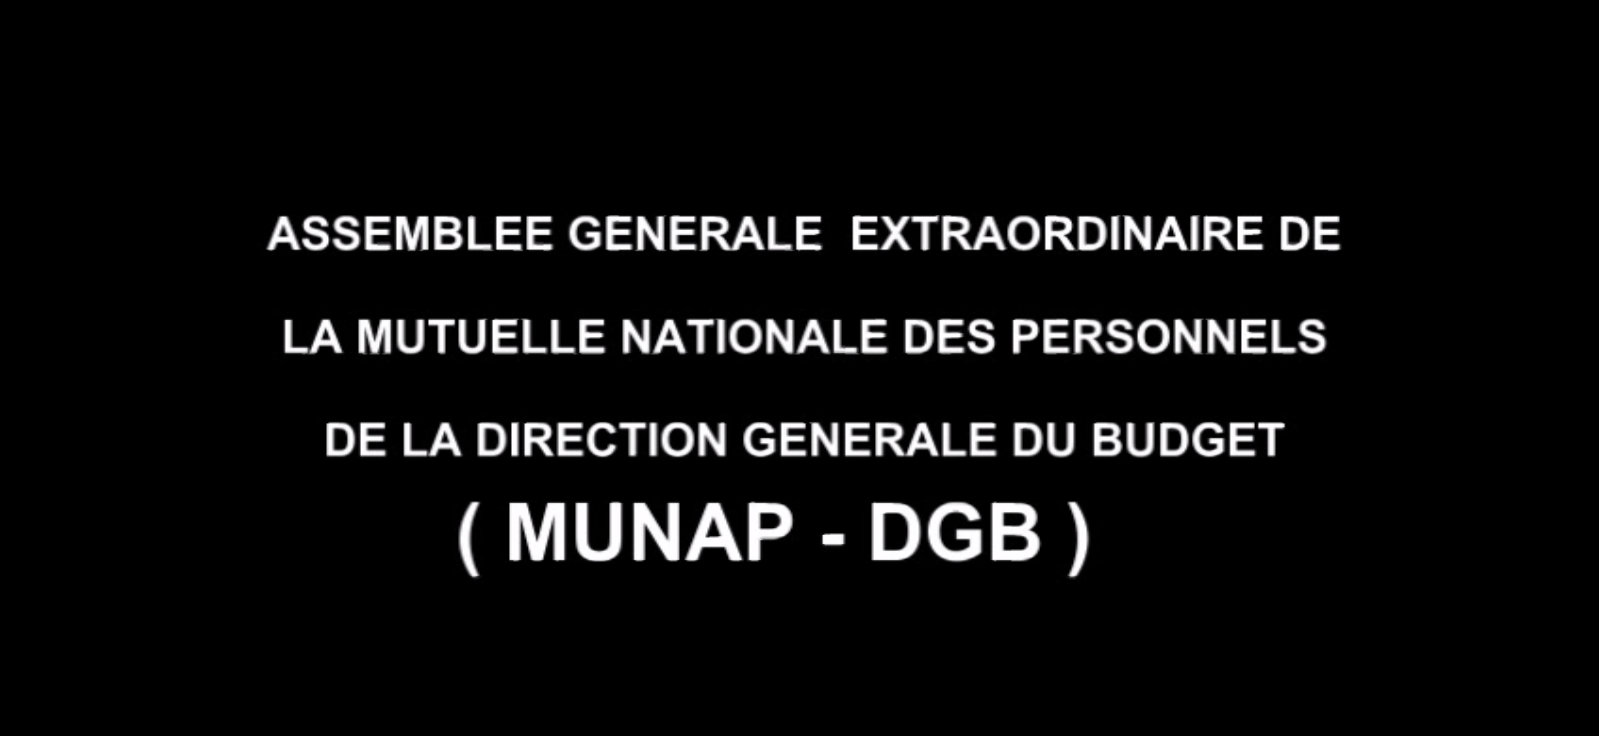 ASSEMBLEE GENERALE EXTRAORDINAIRE DE
LA MUTUELLE NATIONALE DES PERSONNELS
DE LA DIRECTION GENERALE DU BUDGET
( MUNAP - DGB )